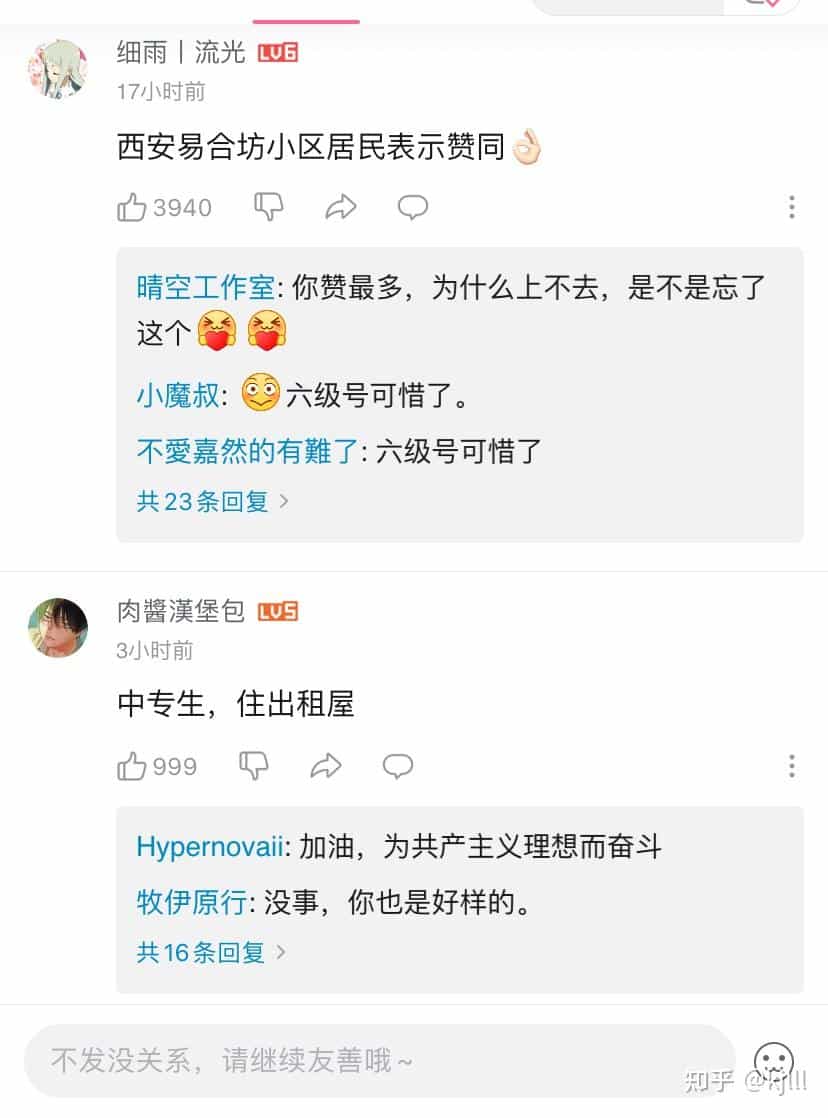 细雨丨流光 LV6
17小时前
西安易合坊小区居民表示赞同👌🏻
3940
晴空工作室: 你赞最多，为什么上不去，是不是忘了
这个
小魔叔: 六级号可惜了。
不愛嘉然的有難了: 六级号可惜了
共23条回复 >
肉醬漢堡包 LV5
3小时前
中专生，住出租屋
999
Hypernovaii: 加油，为共产主义理想而奋斗
牧伊原行: 没事，你也是好样的。
共16条回复 >
不发没关系，请继续友善哦~
知乎 @kjlll